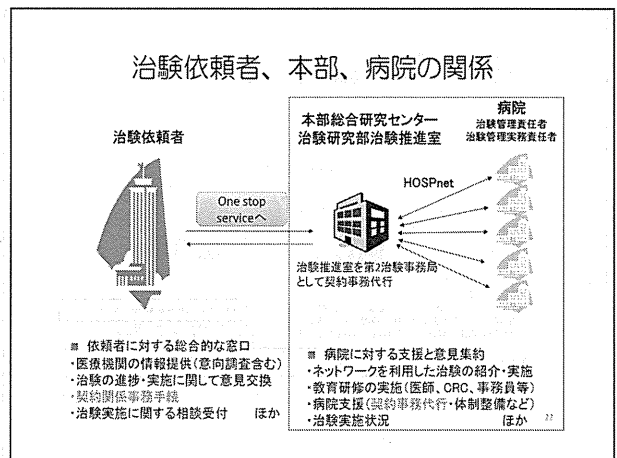 治験依頼者、本部、病院の関係
治験依頼者
本部総合研究センター
治験研究部治験推進室
病院
治験管理責任者
治験管理実務責任者
One stop
serviceへ
HOSPnet
治験推進室を第2治験事務局
として契約事務代行
■ 依頼者に対する総合的な窓口
・医療機関の情報提供(意向調査含む)
・治験の進捗・実施に関して意見交換
・契約関係事務手続
・治験実施に関する相談受付 ほか
■ 病院に対する支援と意見集約
・ネットワークを利用した治験の紹介・実施
・教育研修の実施(医師、CRC、事務員等)
・病院支援(契約事務代行・体制整備など)
・治験実施状況 ほか
22